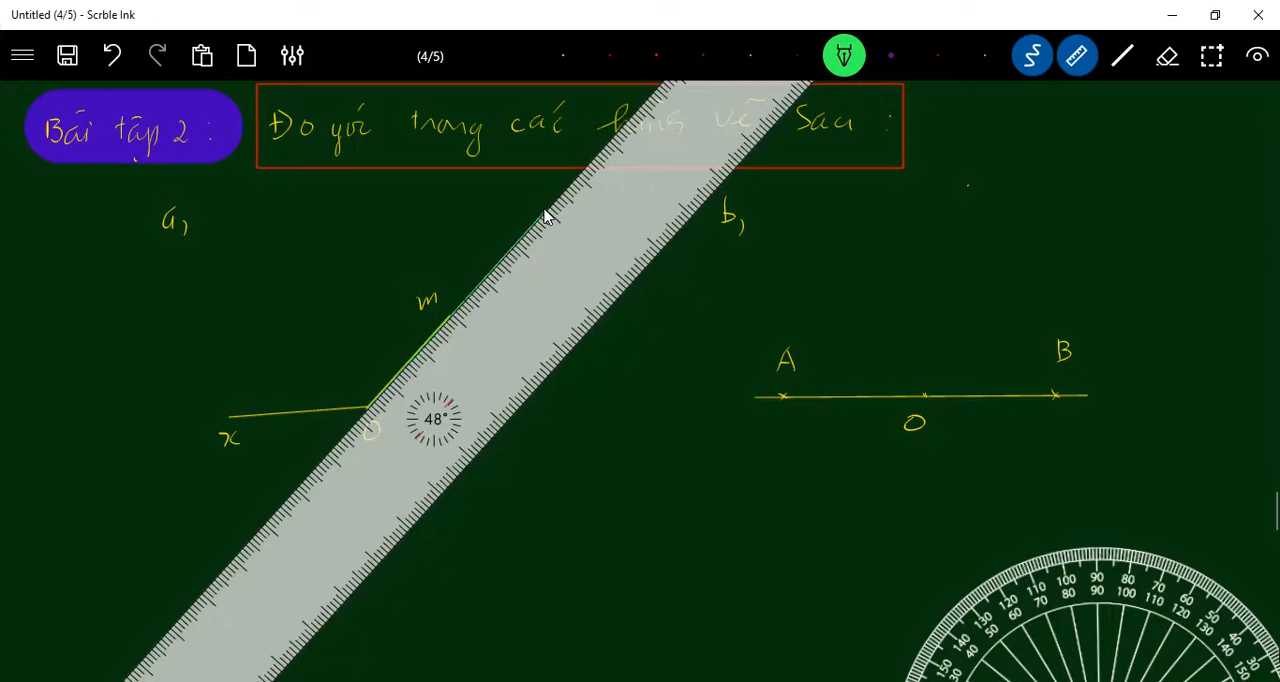 Untitled (4/5) - Scrble Ink
(4/5)
Bài tập 2 :
Đo góc trong các hình vẽ sau :
a,
b,
m
x
O
48°
A
B
O